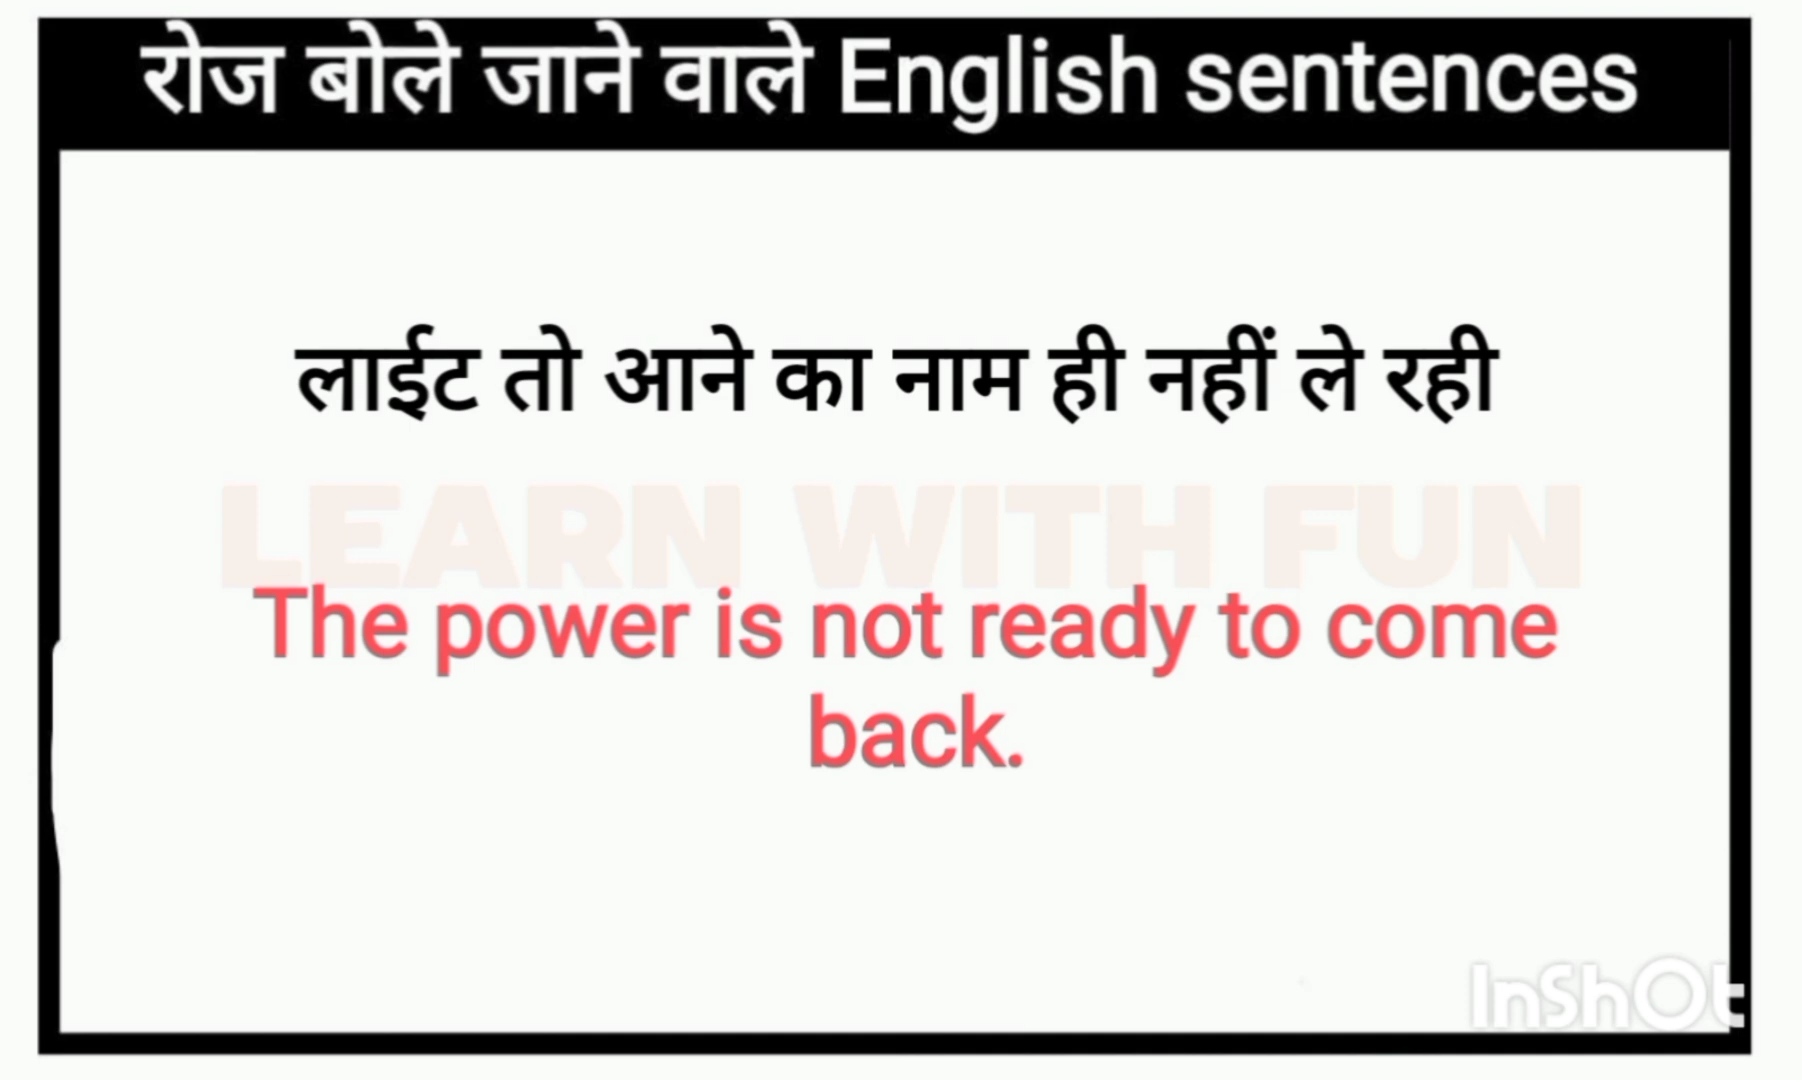 रोज बोले जाने वाले English sentences
लाईट तो आने का नाम ही नहीं ले रही
LEARN WITH FUN
The power is not ready to come
back.
InShOt